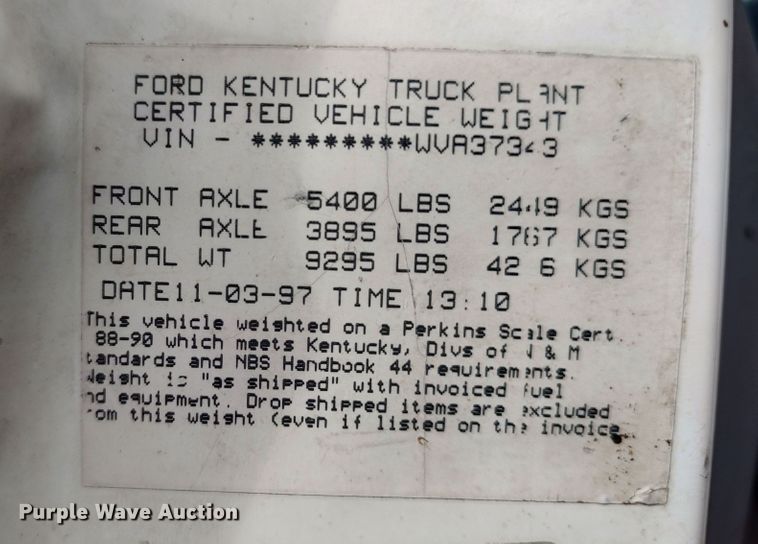 FORD KENTUCKY TRUCK PLANT
CERTIFIED VEHICLE WEIGHT
VIN - *********WVA37343
FRONT AXLE 5400 LBS 2449 KGS
REAR AXLE 3895 LBS 1767 KGS
TOTAL WT 9295 LBS 42 6 KGS
DATE11-03-97 TIME 13:10
This vehicle weighted on a Perkins Scale Cert.
88-90 which meets Kentucky, Divs of & M
tandards and NBS Handbook 44 requirements.
Weight is "as shipped" with invoiced fuel
nd equipment. Drop shipped items are excluded
rom this weight (even if listed on the invoice
Purple Wave Auction